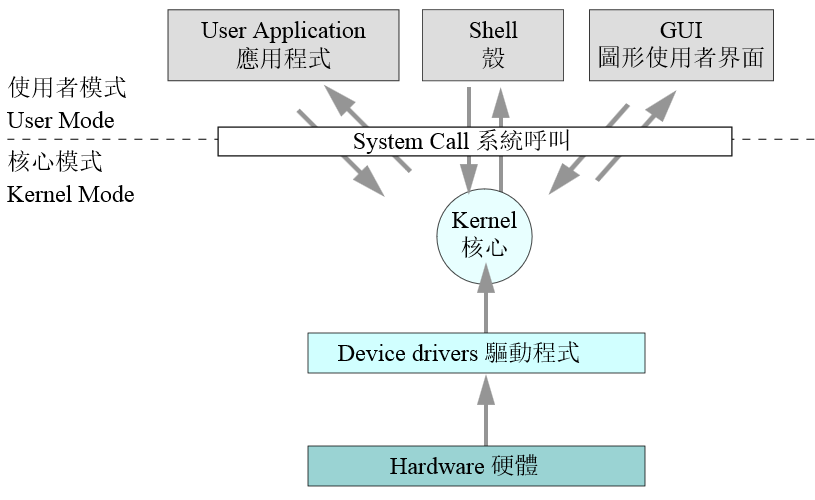 User Application
應用程式
Shell
殼
GUI
圖形使用者界面
使用者模式
User Mode
System Call 系統呼叫
核心模式
Kernel Mode
Kernel
核心
Device drivers 驅動程式
Hardware 硬體